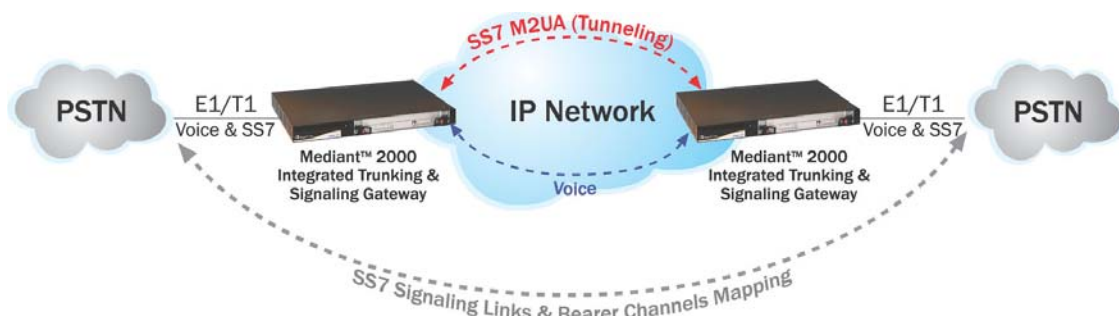 SS7 M2UA (Tunneling)
PSTN
E1/T1
Voice & SS7
IP Network
E1/T1
Voice & SS7
PSTN
Mediant™ 2000
Integrated Trunking &
Signaling Gateway
Voice
Mediant™ 2000
Integrated Trunking &
Signaling Gateway
SS7 Signaling Links & Bearer Channels Mapping